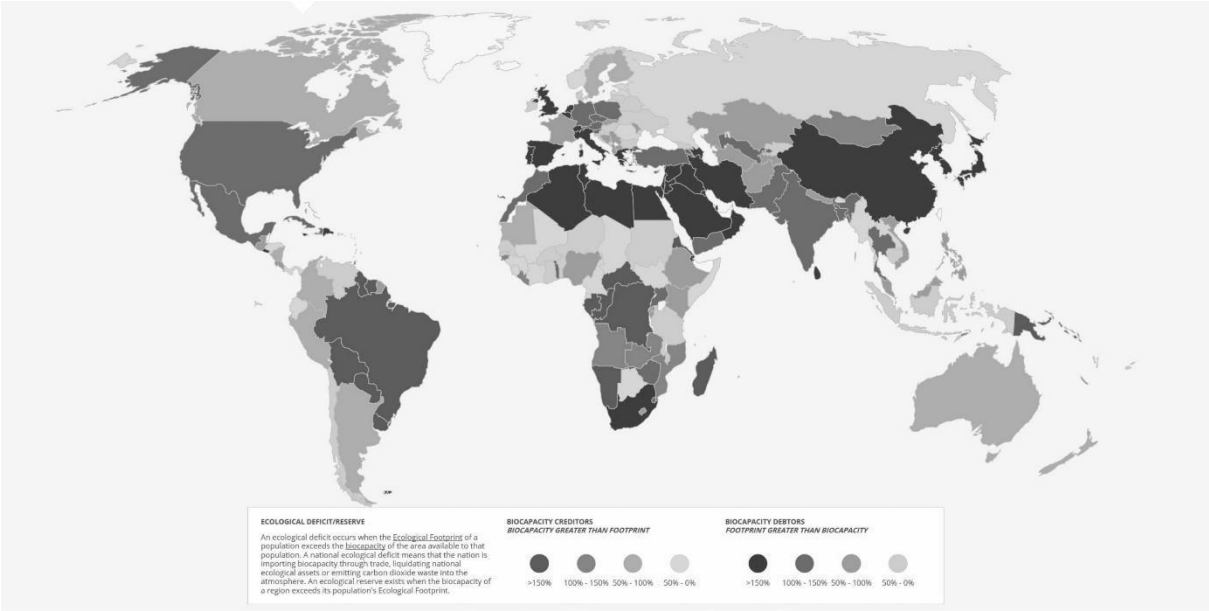 ECOLOGICAL DEFICIT/RESERVE
An ecological deficit occurs when the Ecological Footprint of a
population exceeds the biocapacity of the area available to that
population. A national ecological deficit means that the nation is
importing biocapacity through trade, liquidating national
ecological assets or emitting carbon dioxide waste into the
atmosphere. An ecological reserve exists when the biocapacity of
a region exceeds its population's Ecological Footprint.
BIOCAPACITY CREDITORS
BIOCAPACITY GREATER THAN FOOTPRINT
>150% 100% - 150% 50% - 100% 50% - 0%
BIOCAPACITY DEBTORS
FOOTPRINT GREATER THAN BIOCAPACITY
>150% 100% - 150% 50% - 100% 50% - 0%